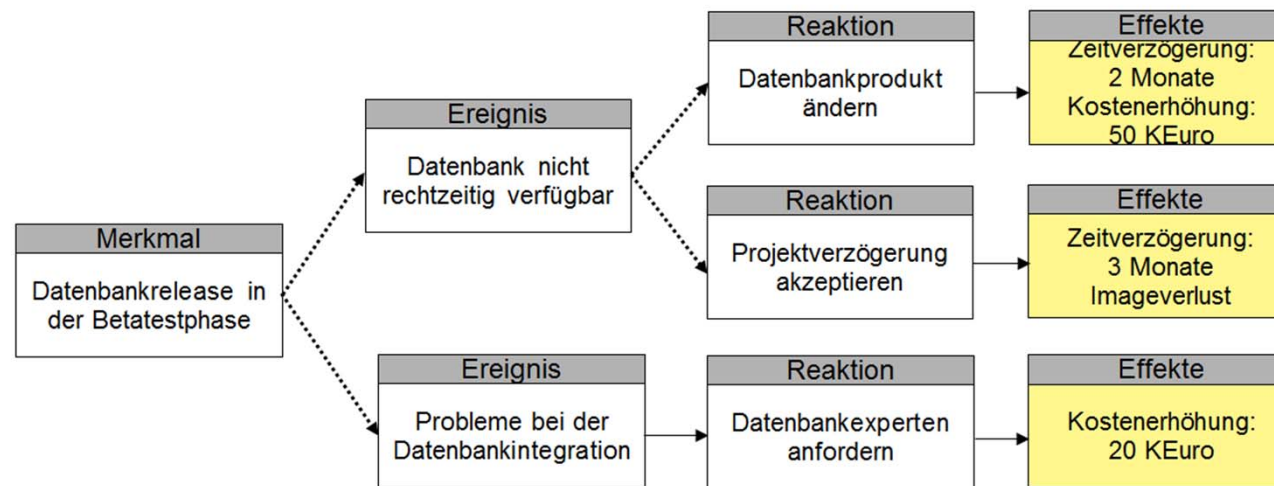 Merkmal
Datenbankrelease in
der Betatestphase
Ereignis
Datenbank nicht
rechtzeitig verfügbar
Reaktion
Datenbankprodukt
ändern
Effekte
Zeitverzögerung:
2 Monate
Kostenerhöhung:
50 KEuro
Reaktion
Projektverzögerung
akzeptieren
Effekte
Zeitverzögerung:
3 Monate
Imageverlust
Ereignis
Probleme bei der
Datenbankintegration
Reaktion
Datenbankexperten
anfordern
Effekte
Kostenerhöhung:
20 KEuro